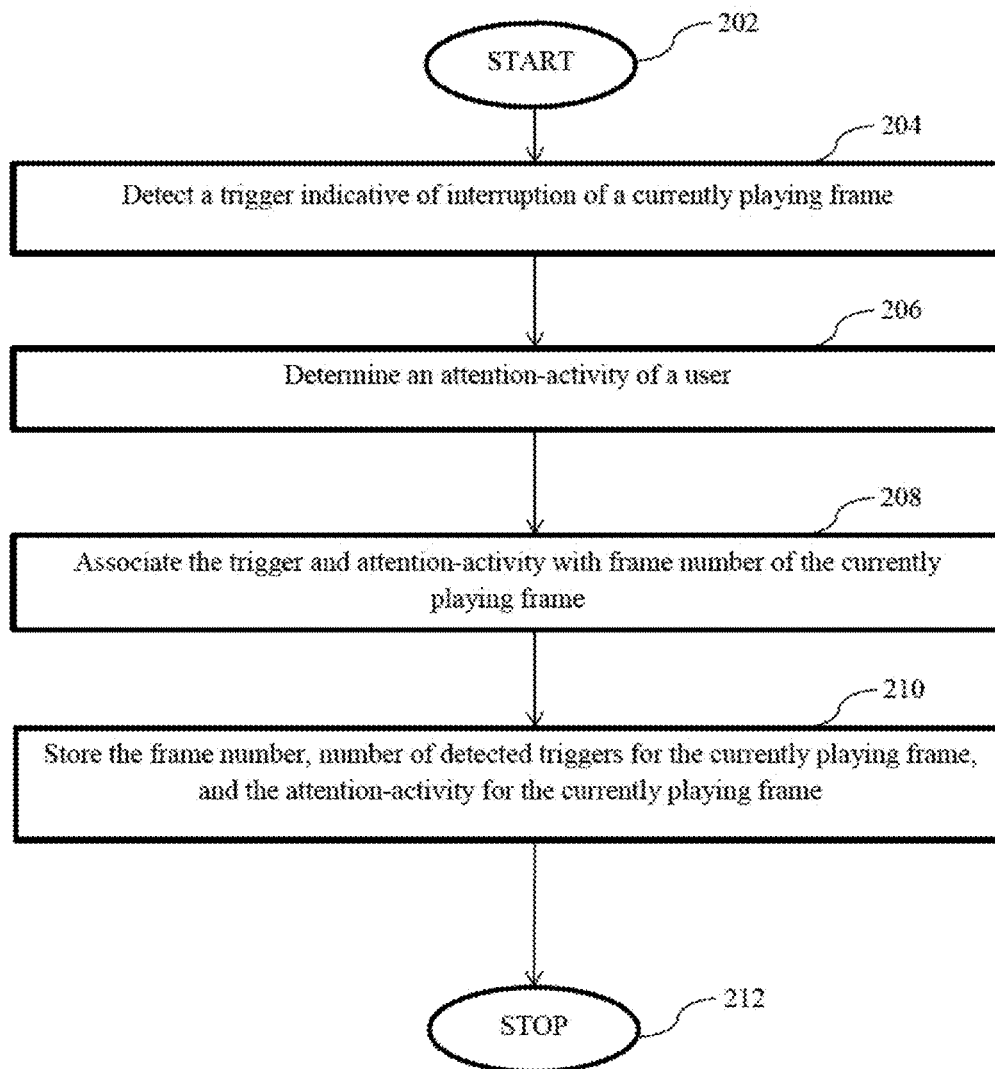 START
202
204
Detect a trigger indicative of interruption of a currently playing frame
206
Determine an attention-activity of a user
208
Associate the trigger and attention-activity with frame number of the currently
playing frame
210
Store the frame number, number of detected triggers for the currently playing frame,
and the attention-activity for the currently playing frame
STOP
212